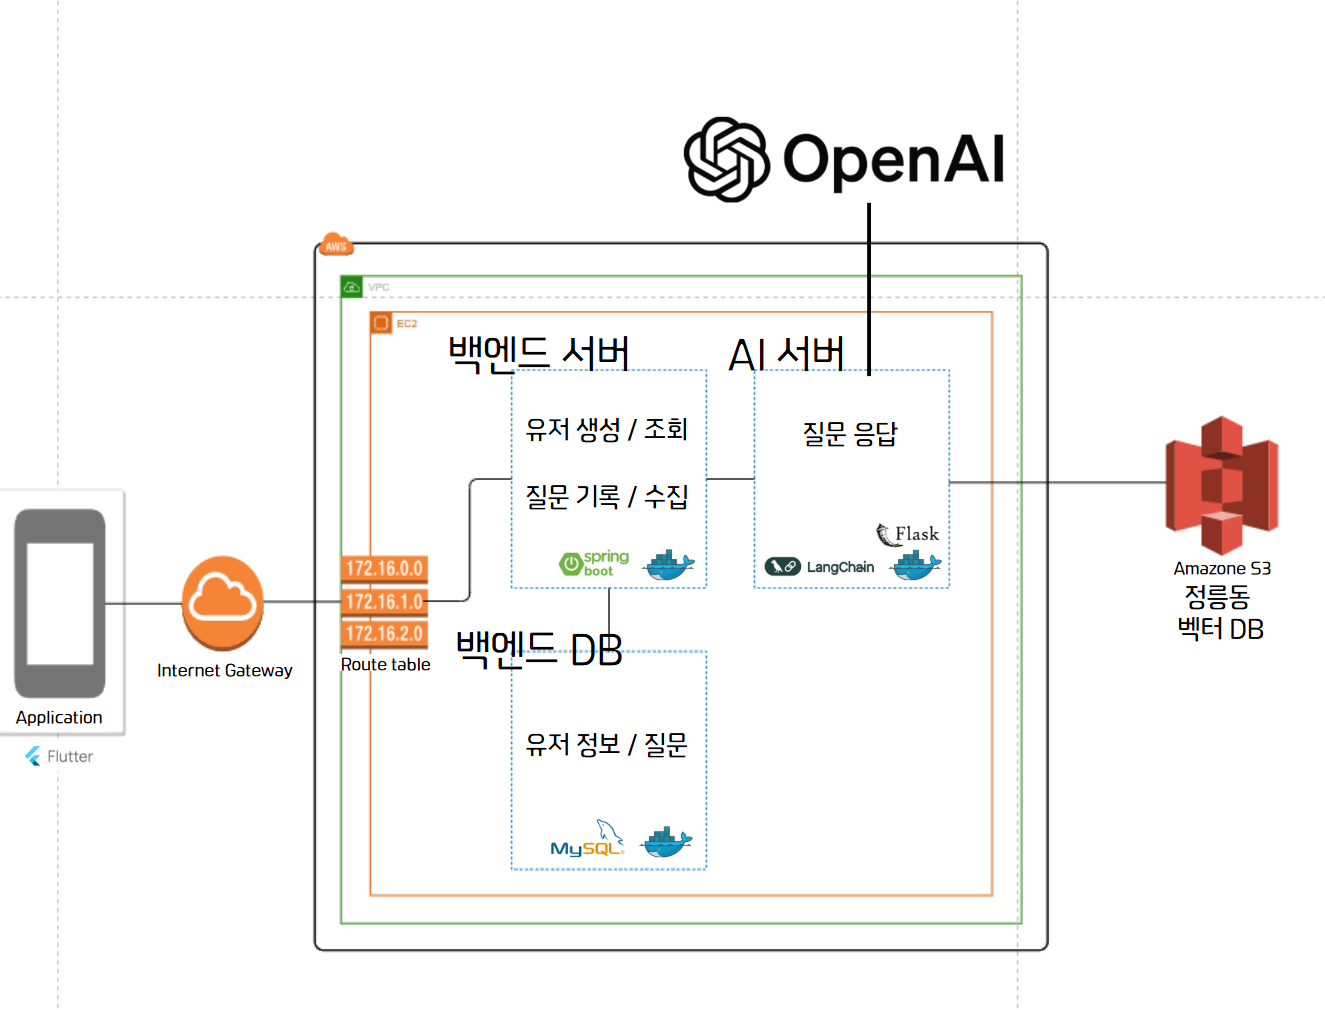 OpenAI
AWS
VPC
EC2
백엔드 서버
AI 서버
유저 생성 / 조회
질문 기록 / 수집
spring
boot
질문 응답
Flask
LangChain
172.16.0.0
172.16.1.0
172.16.2.0
Route table
Internet Gateway
Application
Flutter
백엔드 DB
유저 정보 / 질문
MySQL
Amazone S3
정릉동
벡터 DB